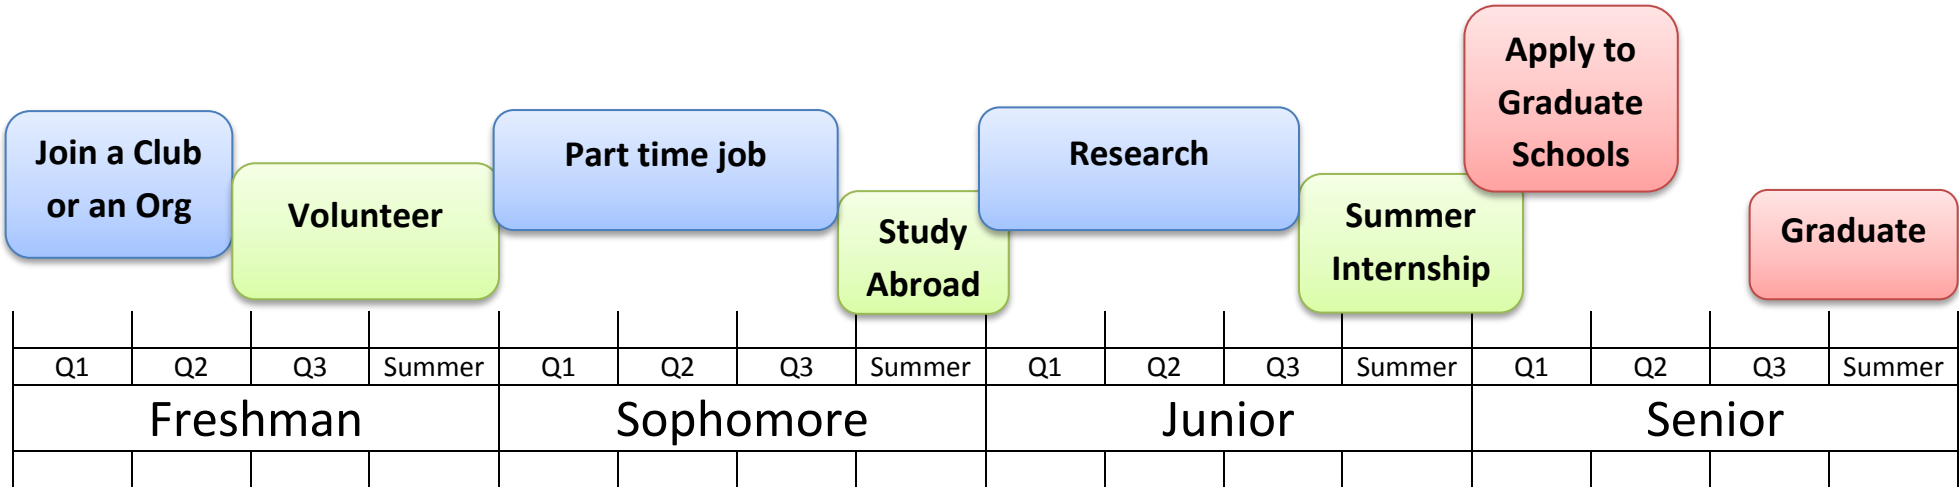 Join a Club
or an Org
Volunteer
Part time job
Study
Abroad
Research
Summer
Internship
Apply to
Graduate
Schools
Graduate
Q1 Q2 Q3 Summer Q1 Q2 Q3 Summer Q1 Q2 Q3 Summer Q1 Q2 Q3 Summer
Freshman Sophomore Junior Senior